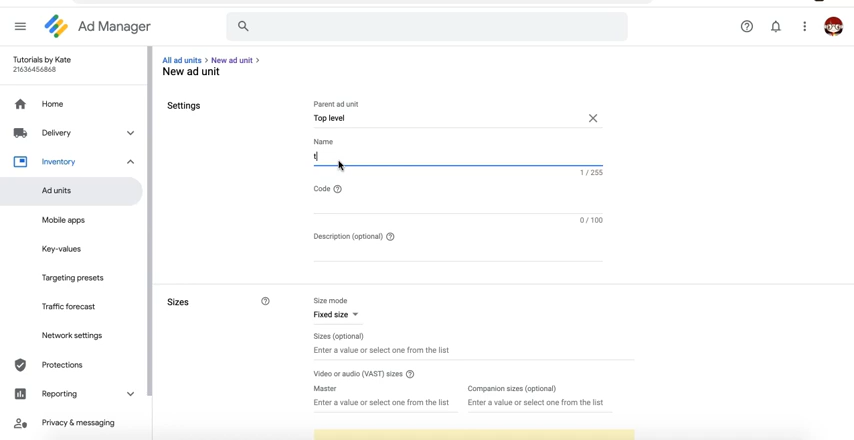 Ad Manager
Tutorials by Kate
21636456868
Home
Delivery
Inventory
Ad units
Mobile apps
Key-values
Targeting presets
Traffic forecast
Network settings
Protections
Reporting
Privacy & messaging
All ad units > New ad unit >
New ad unit
Settings
Parent ad unit
Top level
Name
t
1 / 255
Code
0 / 100
Description (optional)
Sizes
Size mode
Fixed size
Sizes (optional)
Enter a value or select one from the list
Video or audio (VAST) sizes
Master
Companion sizes (optional)
Enter a value or select one from the list
Enter a value or select one from the list